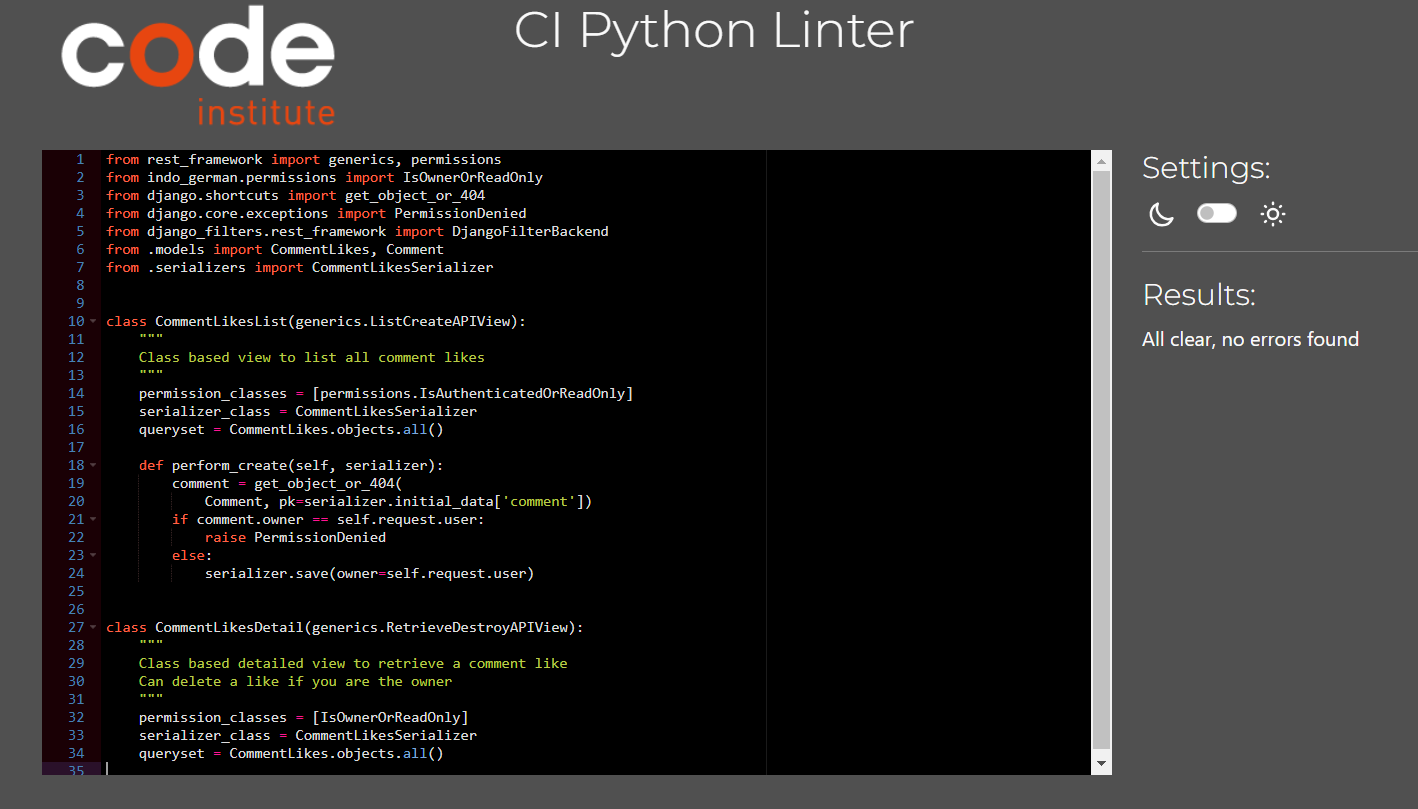 code
institute
CI Python Linter
1 from rest_framework import generics, permissions
2 from indo_german.permissions import IsOwnerOrReadOnly
3 from django.shortcuts import get_object_or_404
4 from django.core.exceptions import PermissionDenied
5 from django_filters.rest_framework import DjangoFilterBackend
6 from .models import CommentLikes, Comment
7 from .serializers import CommentLikesSerializer
8
9
10 class CommentLikesList(generics.ListCreateAPIView):
11     """
12     Class based view to list all comment likes
13     """
14     permission_classes = [permissions.IsAuthenticatedOrReadOnly]
15     serializer_class = CommentLikesSerializer
16     queryset = CommentLikes.objects.all()
17
18     def perform_create(self, serializer):
19         comment = get_object_or_404(
20             Comment, pk=serializer.initial_data['comment'])
21         if comment.owner == self.request.user:
22             raise PermissionDenied
23         else:
24             serializer.save(owner=self.request.user)
25
26
27 class CommentLikesDetail(generics.RetrieveDestroyAPIView):
28     """
29     Class based detailed view to retrieve a comment like
30     Can delete a like if you are the owner
31     """
32     permission_classes = [IsOwnerOrReadOnly]
33     serializer_class = CommentLikesSerializer
34     queryset = CommentLikes.objects.all()
35
Settings:
Results:
All clear, no errors found